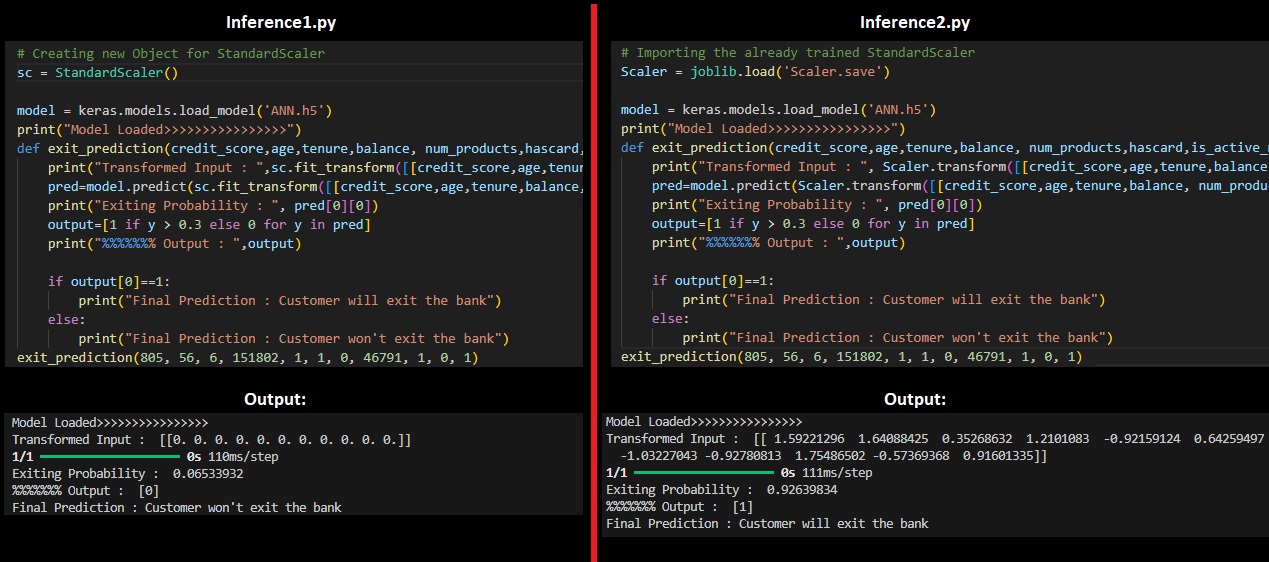 Inference1.py
# Creating new Object for StandardScaler
sc = StandardScaler()
model = keras.models.load_model('ANN.h5')
print("Model Loaded>>>>>>>>>>>>>>>>")
def exit_prediction(credit_score,age,tenure,balance, num_products,hascard,
print("Transformed Input : ",sc.fit_transform([[credit_score,age,tenur
pred=model.predict(sc.fit_transform([[credit_score,age,tenure,balance,
print("Exiting Probability : ", pred[0][0])
output=[1 if y > 0.3 else 0 for y in pred]
print("%%%%%%% Output : ",output)
if output[0]==1:
print("Final Prediction : Customer will exit the bank")
else:
print("Final Prediction : Customer won't exit the bank")
exit_prediction(805, 56, 6, 151802, 1, 1, 0, 46791, 1, 0, 1)
Output:
Model Loaded>>>>>>>>>>>>>>>>
Transformed Input :  [[0. 0. 0. 0. 0. 0. 0. 0. 0. 0. 0.]]
1/1 0s 110ms/step
Exiting Probability :  0.06533932
%%%%%%% Output :  [0]
Final Prediction : Customer won't exit the bank
Inference2.py
# Importing the already trained StandardScaler
Scaler = joblib.load('Scaler.save')
model = keras.models.load_model('ANN.h5')
print("Model Loaded>>>>>>>>>>>>>>>>")
def exit_prediction(credit_score,age,tenure,balance, num_products,hascard,is_active_
print("Transformed Input : ", Scaler.transform([[credit_score,age,tenure,balance
pred=model.predict(Scaler.transform([[credit_score,age,tenure,balance, num_produ
print("Exiting Probability : ", pred[0][0])
output=[1 if y > 0.3 else 0 for y in pred]
print("%%%%%%% Output : ",output)
if output[0]==1:
print("Final Prediction : Customer will exit the bank")
else:
print("Final Prediction : Customer won't exit the bank")
exit_prediction(805, 56, 6, 151802, 1, 1, 0, 46791, 1, 0, 1)
Output:
Model Loaded>>>>>>>>>>>>>>>>
Transformed Input :  [[ 1.59221296  1.64088425  0.35268632  1.2101083  -0.92159124  0.64259497
-1.03227043 -0.92780813  1.75486502 -0.57369368  0.91601335]]
1/1 0s 111ms/step
Exiting Probability :  0.92639834
%%%%%%% Output :  [1]
Final Prediction : Customer will exit the bank